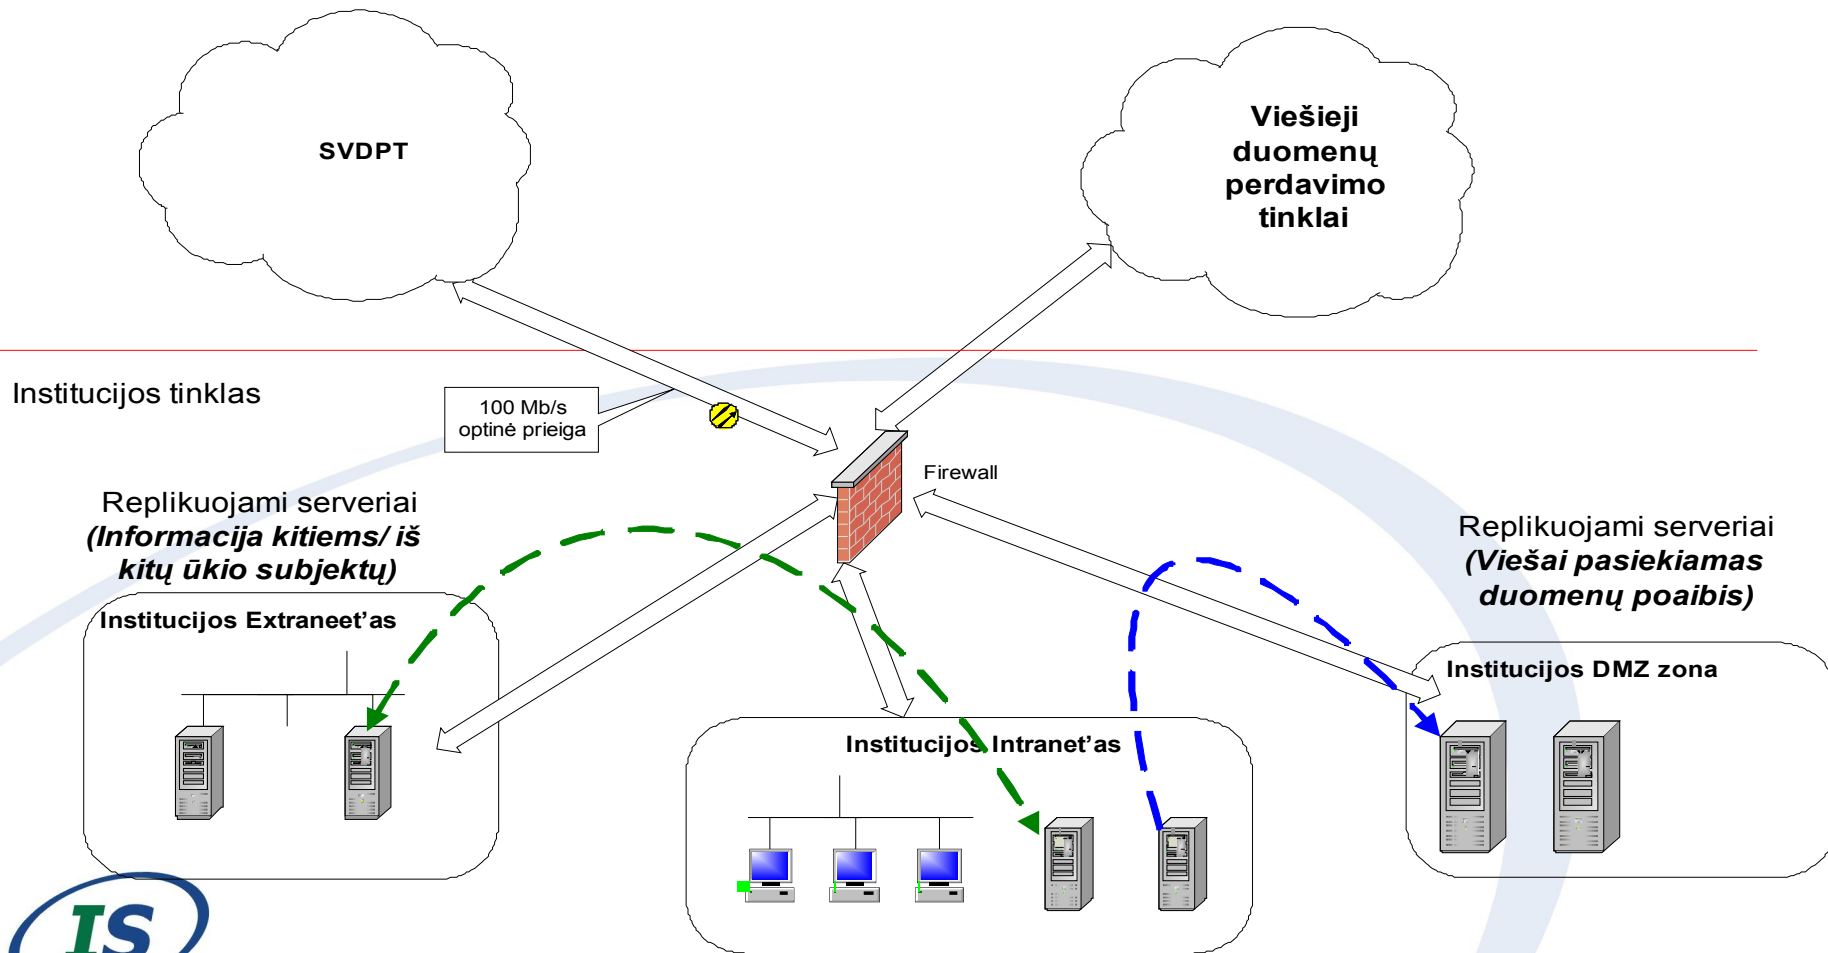 SVDPT
Viešieji
duomenų
perdavimo
tinklai
Institucijos tinklas
100 Mb/s
optinė prieiga
Firewall
Replikuojami serveriai
(Informacija kitiems/ iš
kitų ūkio subjektų)
Replikuojami serveriai
(Viešai pasiekiamas
duomenų poaibis)
Institucijos Extraneet’as
Institucijos Intranet’as
Institucijos DMZ zona
IS